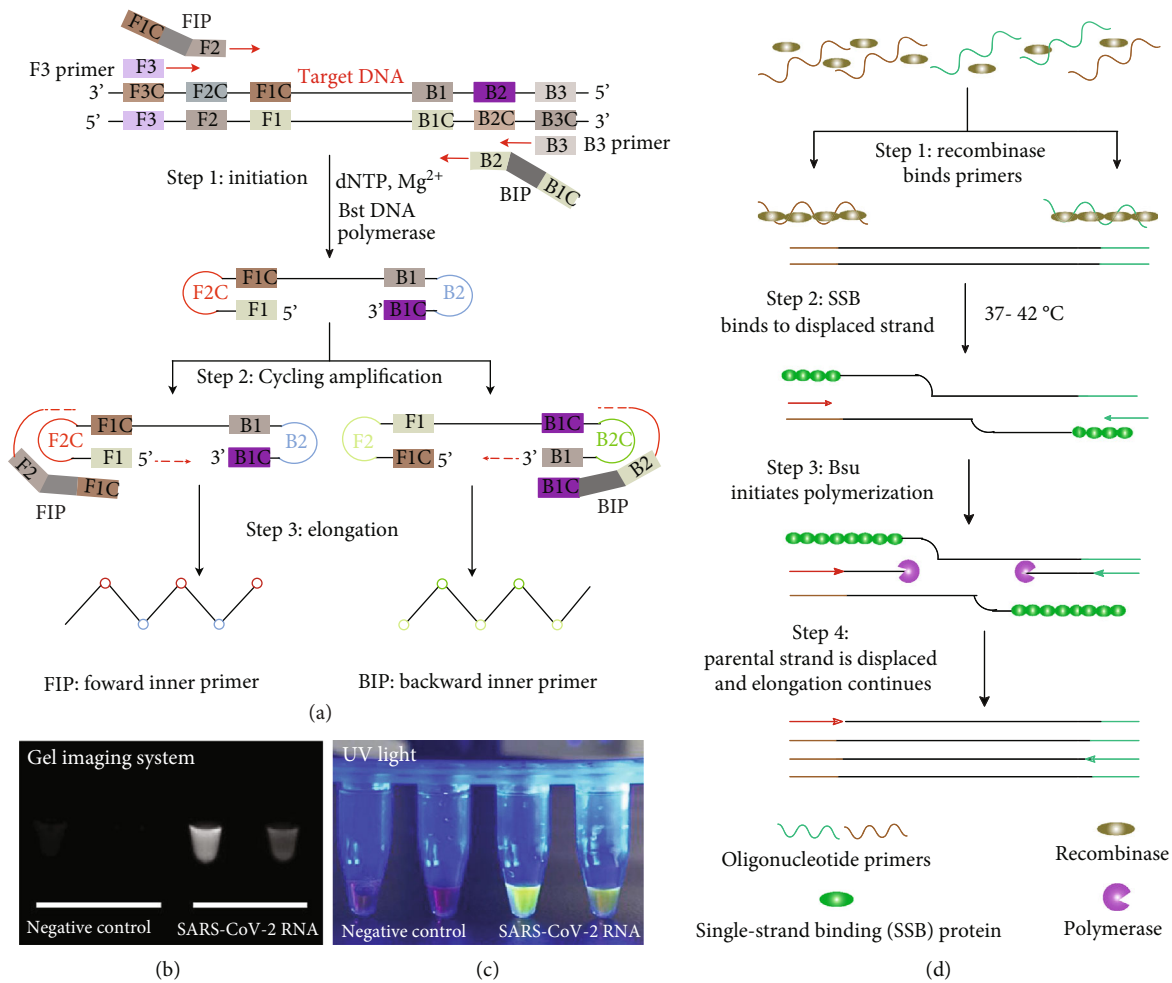 F1C
FIP
F2
F3 primer
F3
Target DNA
3’ F3C F2C F1C B1 B2 B3 5’
5’ F3 F2 F1 B1C B2C B3C 3’
B3 B3 primer
B2
BIP
B1C
Step 1: initiation
dNTP, Mg2+
Bst DNA
polymerase
F1C B1
F2C B2
F1 5’ 3’ B1C
Step 2: Cycling amplification
F1C B1
F2C B2
F1 5’ 3’ B1C
F2
F1C
FIP
F1 B1C
F2 B2C
F1C 5’ 3’ B1
B2
B1C
BIP
Step 3: elongation
FIP: foward inner primer
BIP: backward inner primer
(a)
Gel imaging system
Negative control SARS-CoV-2 RNA
(b)
UV light
Negative control SARS-CoV-2 RNA
(c)
Step 1: recombinase
binds primers
Step 2: SSB
binds to displaced strand
37- 42 °C
Step 3: Bsu
initiates polymerization
Step 4:
parental strand is displaced
and elongation continues
Oligonucleotide primers
Recombinase
Single-strand binding (SSB) protein
Polymerase
(d)